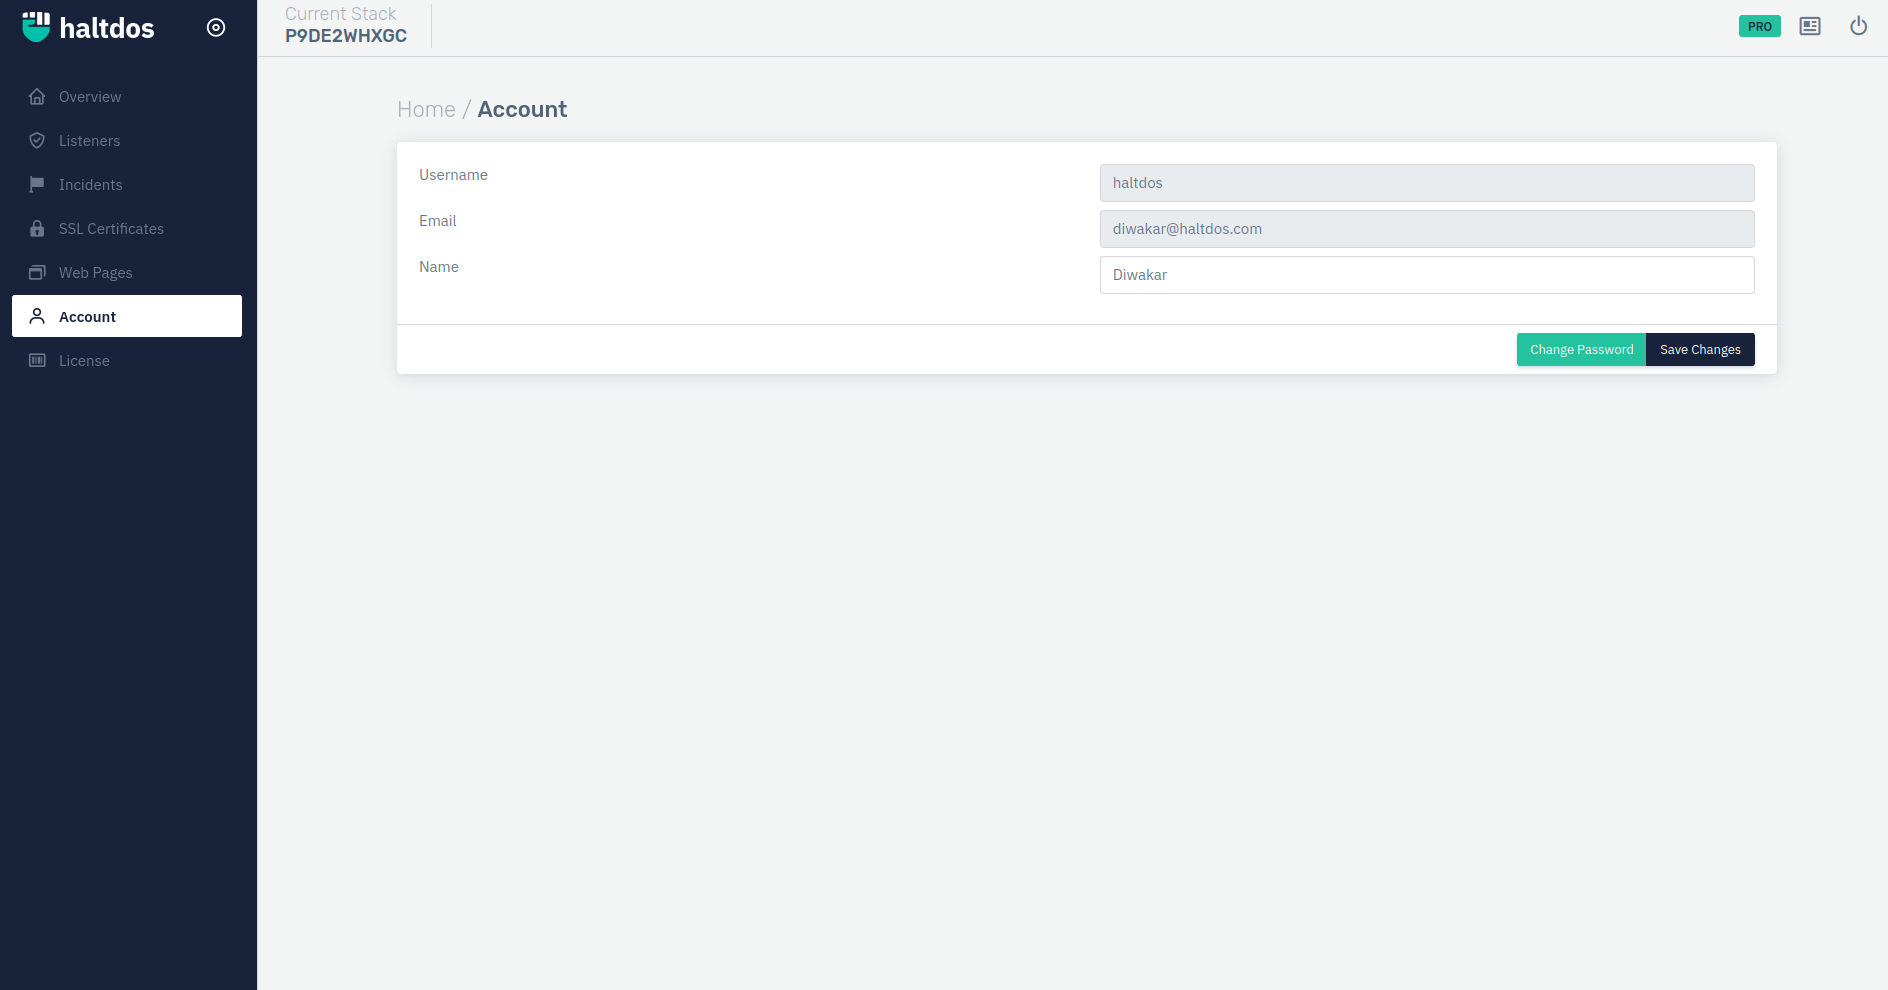 haltdos
Current Stack
P9DE2WHXGC
PRO
Overview
Listeners
Incidents
SSL Certificates
Web Pages
Account
License
Home / Account
Username
haltdos
Email
diwakar@haltdos.com
Name
Diwakar
Change Password
Save Changes